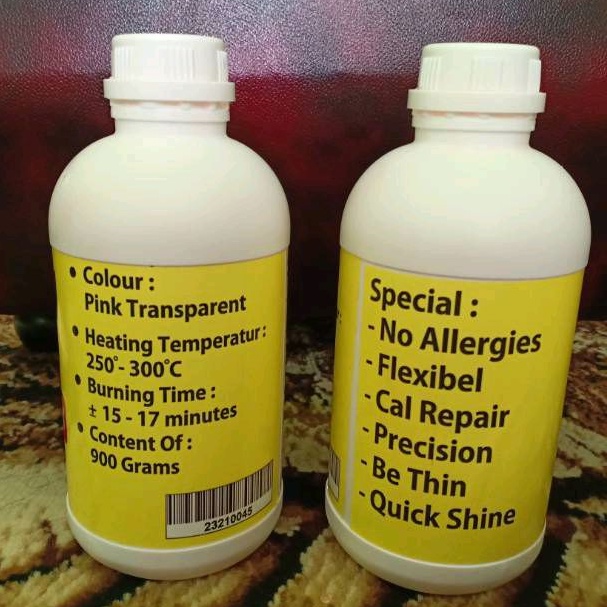 • Colour :
Pink Transparent
• Heating Temperatur :
250°- 300°C
• Burning Time :
± 15 - 17 minutes
• Content Of :
900 Grams
23210045
Special :
- No Allergies
- Flexibel
- Cal Repair
- Precision
- Be Thin
- Quick Shine